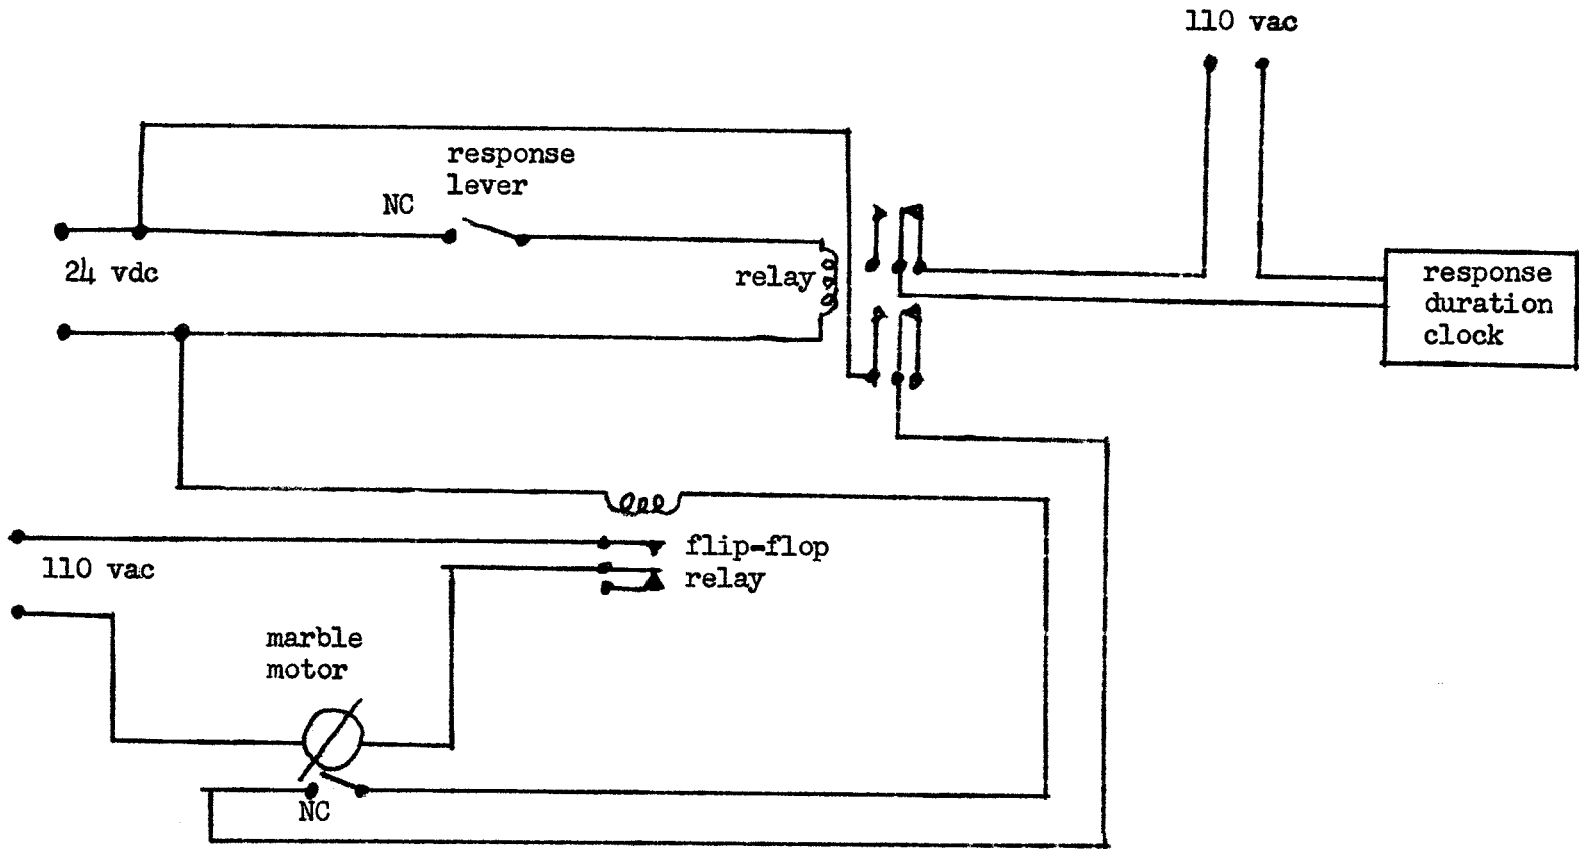 110 vac
response
lever
NC
24 vdc
relay
response
duration
clock
flip-flop
relay
110 vac
marble
motor
NC